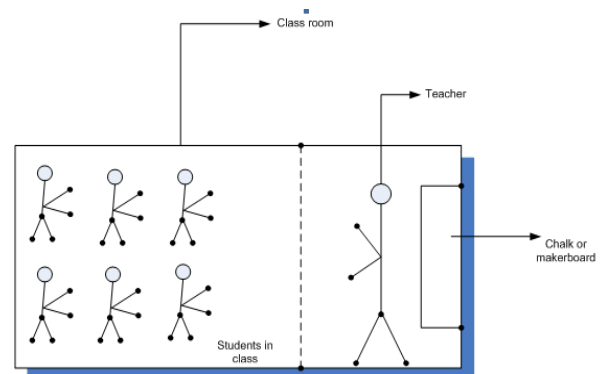 Class room
Teacher
Chalk or
makerboard
Students in
class